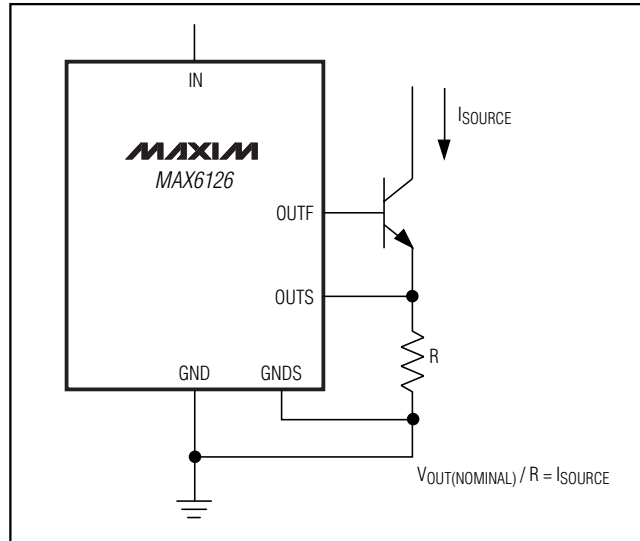 IN
ISOURCE
MAXIM
MAX6126
OUTF
OUTS
R
GND
GNDS
VOUT(NOMINAL) / R = ISOURCE